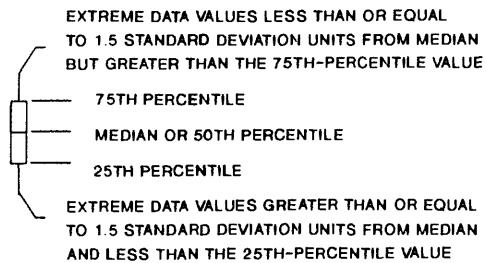 EXTREME DATA VALUES LESS THAN OR EQUAL
TO 1.5 STANDARD DEVIATION UNITS FROM MEDIAN
BUT GREATER THAN THE 75TH-PERCENTILE VALUE
75TH PERCENTILE
MEDIAN OR 50TH PERCENTILE
25TH PERCENTILE
EXTREME DATA VALUES GREATER THAN OR EQUAL
TO 1.5 STANDARD DEVIATION UNITS FROM MEDIAN
AND LESS THAN THE 25TH-PERCENTILE VALUE